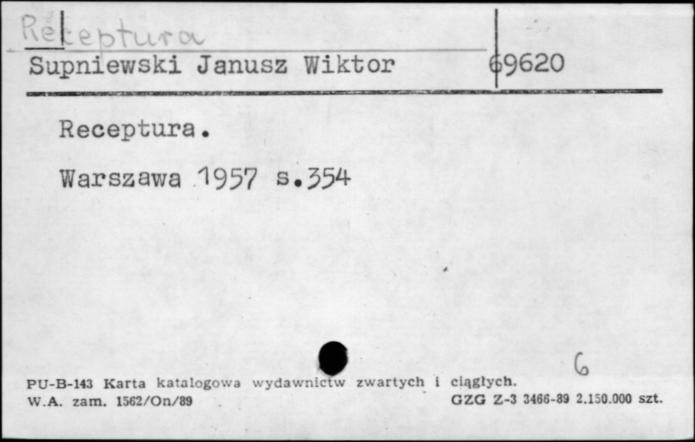 Receptura
Supniewski Janusz Wiktor 69620
Receptura.
Warszawa 1957 s.354
6
PU-B-143 Karta katalogowa wydawnictw zwartych i ciągłych.
W.A. zam. 1562/On/89 GZG Z-3 3466-89 2.150.000 szt.